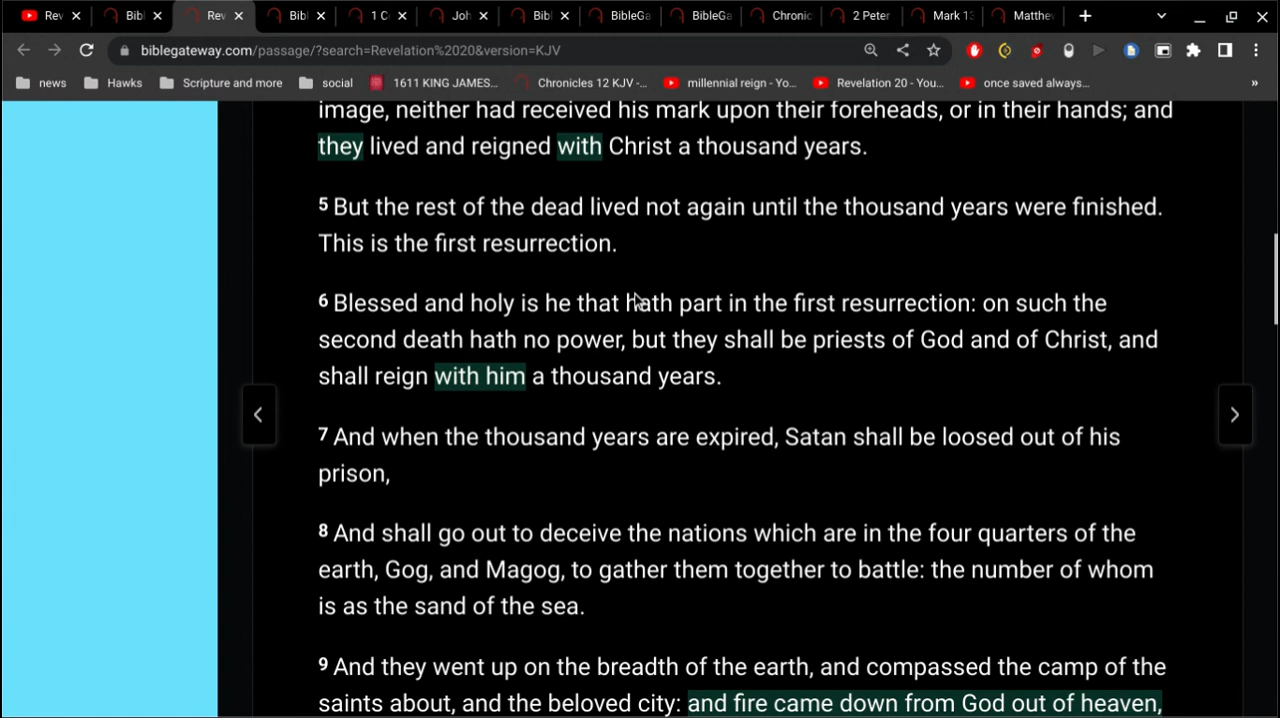 Rev
Bibl
Rev
Bibl
1 Co
Joh
Bibl
BibleGa
BibleGa
Chronic
2 Peter
Mark 13
Matthe
biblegateway.com/passage/?search=Revelation%2020&version=KJV
news
Hawks
Scripture and more
social
1611 KING JAMES...
Chronicles 12 KJV -...
millennial reign - Yo...
Revelation 20 - You...
once saved always...
»
image, neither had received his mark upon their foreheads, or in their hands; and
they lived and reigned with Christ a thousand years.
5 But the rest of the dead lived not again until the thousand years were finished.
This is the first resurrection.
6 Blessed and holy is he that hath part in the first resurrection: on such the
second death hath no power, but they shall be priests of God and of Christ, and
shall reign with him a thousand years.
7 And when the thousand years are expired, Satan shall be loosed out of his
prison,
8 And shall go out to deceive the nations which are in the four quarters of the
earth, Gog, and Magog, to gather them together to battle: the number of whom
is as the sand of the sea.
9 And they went up on the breadth of the earth, and compassed the camp of the
saints about, and the beloved city: and fire came down from God out of heaven,